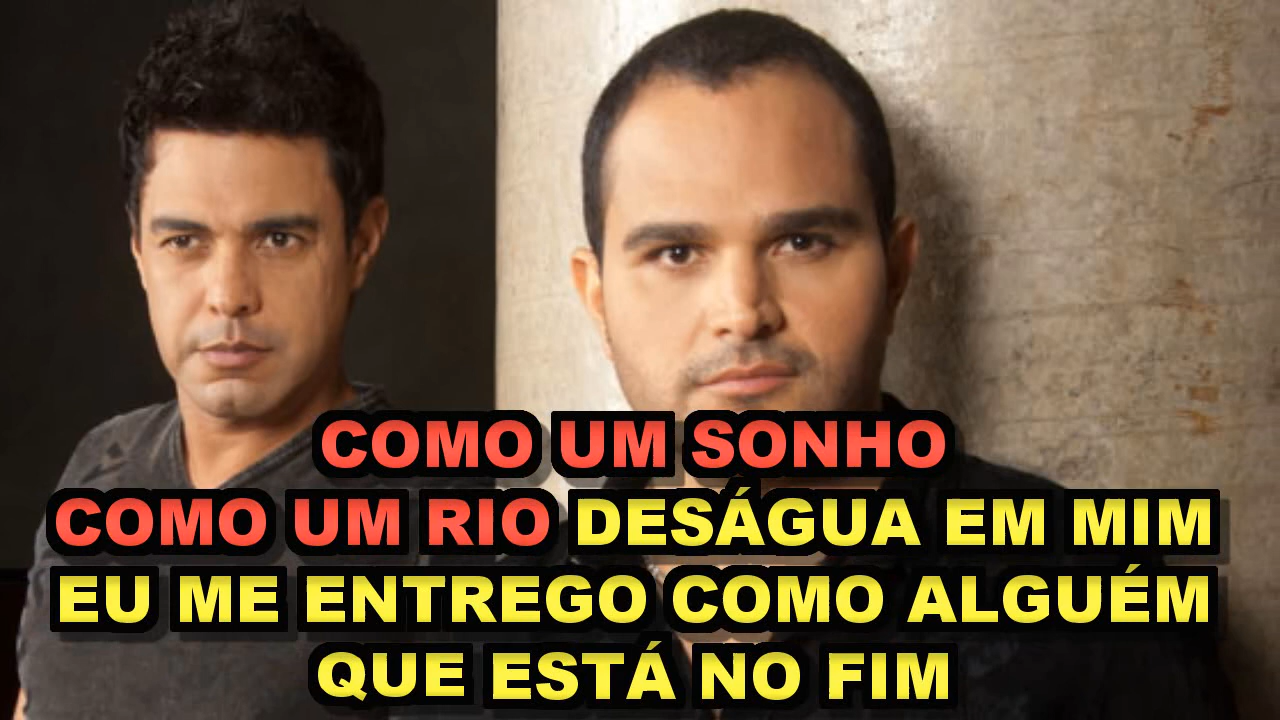 COMO UM SONHO
COMO UM RIO DESÁGUA EM MIM
EU ME ENTREGO COMO ALGUÉM
QUE ESTÁ NO FIM